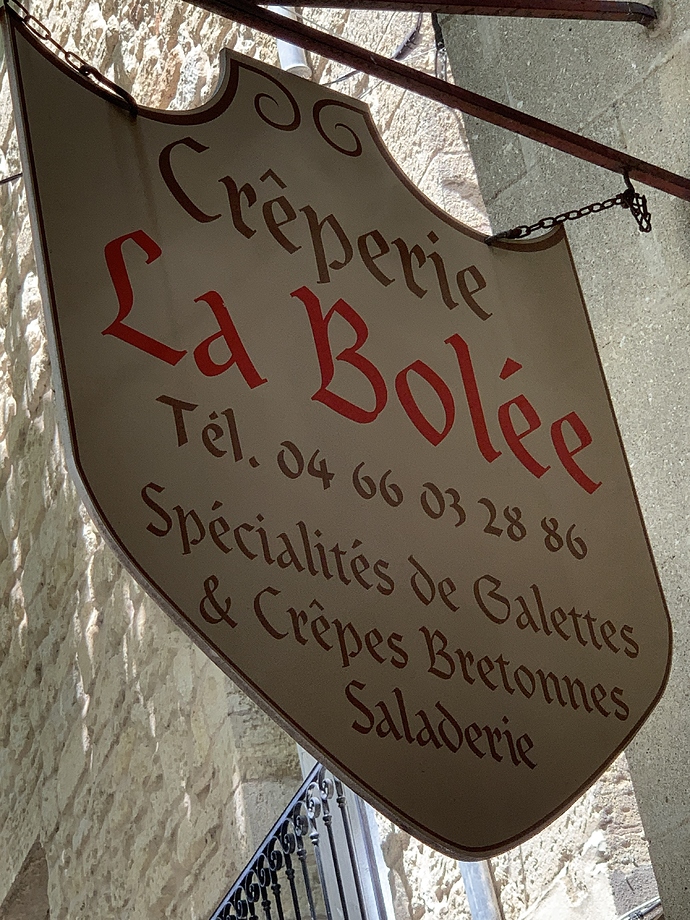 Crêperie
La Bolée
Tél. 04 66 03 28 86
Spécialités de Galettes
& Crêpes Bretonnes
Saladerie